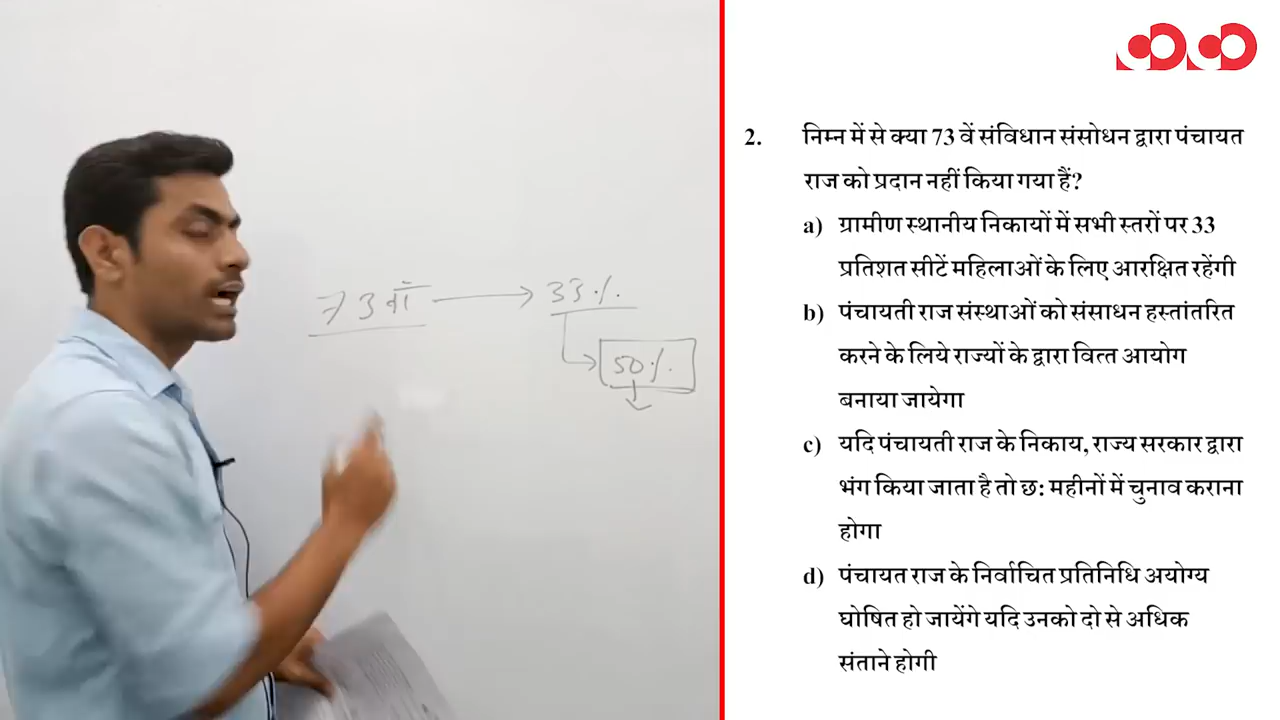 73 वां → 33%
50%
2. निम्न में से क्या 73 वें संविधान संसोधन द्वारा पंचायत
राज को प्रदान नहीं किया गया हैं?
a) ग्रामीण स्थानीय निकायों में सभी स्तरों पर 33
प्रतिशत सीटें महिलाओं के लिए आरक्षित रहेंगी
b) पंचायती राज संस्थाओं को संसाधन हस्तांतरित
करने के लिये राज्यों के द्वारा वित्त आयोग
बनाया जायेगा
c) यदि पंचायती राज के निकाय, राज्य सरकार द्वारा
भंग किया जाता है तो छ: महीनों में चुनाव कराना
होगा
d) पंचायत राज के निर्वाचित प्रतिनिधि अयोग्य
घोषित हो जायेंगे यदि उनको दो से अधिक
संताने होगी